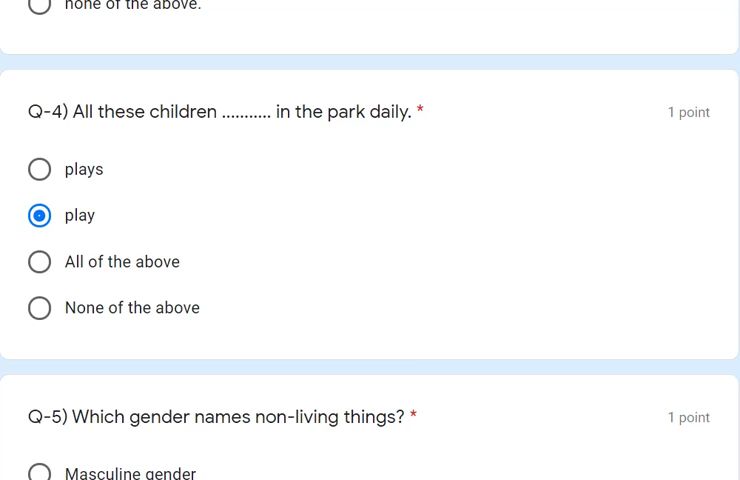 none of the above.
Q-4) All these children ........... in the park daily. *
1 point
plays
play
All of the above
None of the above
Q-5) Which gender names non-living things? *
1 point
Masculine gender